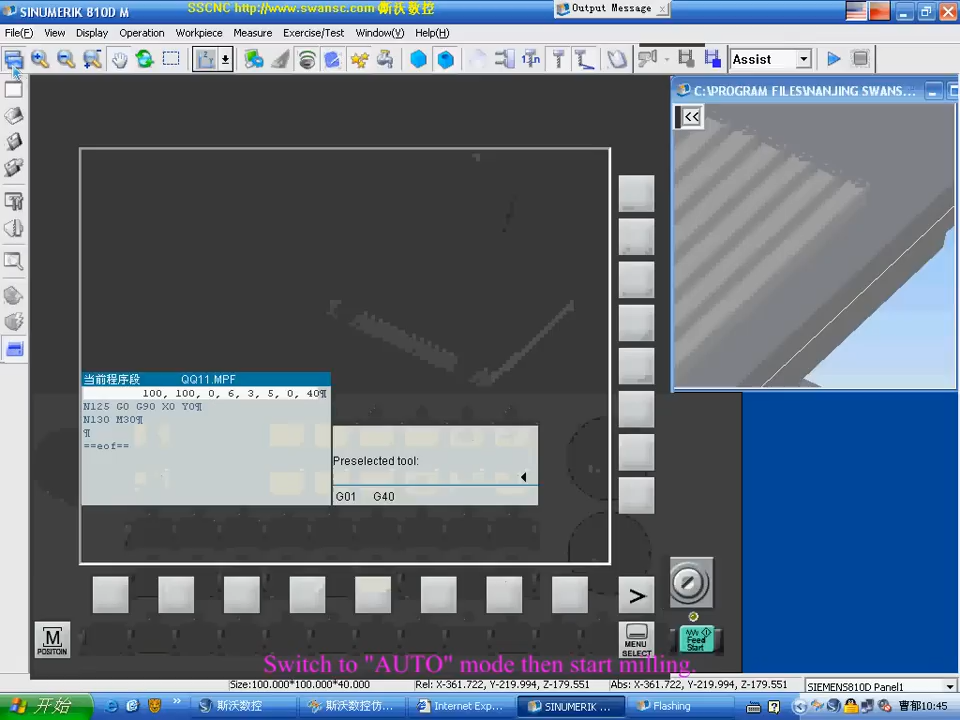 SINUMERIK 810D M
SSCNC http://www.swansc.com 斯沃数控
Output Message
File(F) View Display Operation Workpiece Measure Exercise/Test Window(V) Help(H)
Assist
C:\PROGRAM FILES\NANJING SWANS...
<<
当前程序段 QQ11.MPF
100, 100, 0, 6, 3, 5, 0, 40¶
N125 G0 G90 X0 Y0¶
N130 M30¶
¶
==eof==
Preselected tool:
G01 G40
>
M
POSITION
MENU
SELECT
Feed
Start
Switch to "AUTO" mode then start milling.
Size:100.000*100.000*40.000 Rel: X-361.722, Y-219.994, Z-179.551 Abs: X-361.722, Y-219.994, Z-179.551 SIEMENS810D Panel1
开始 斯沃数控 斯沃数控仿... Internet Exp... SINUMERIK ... Flashing 曹郁10:45